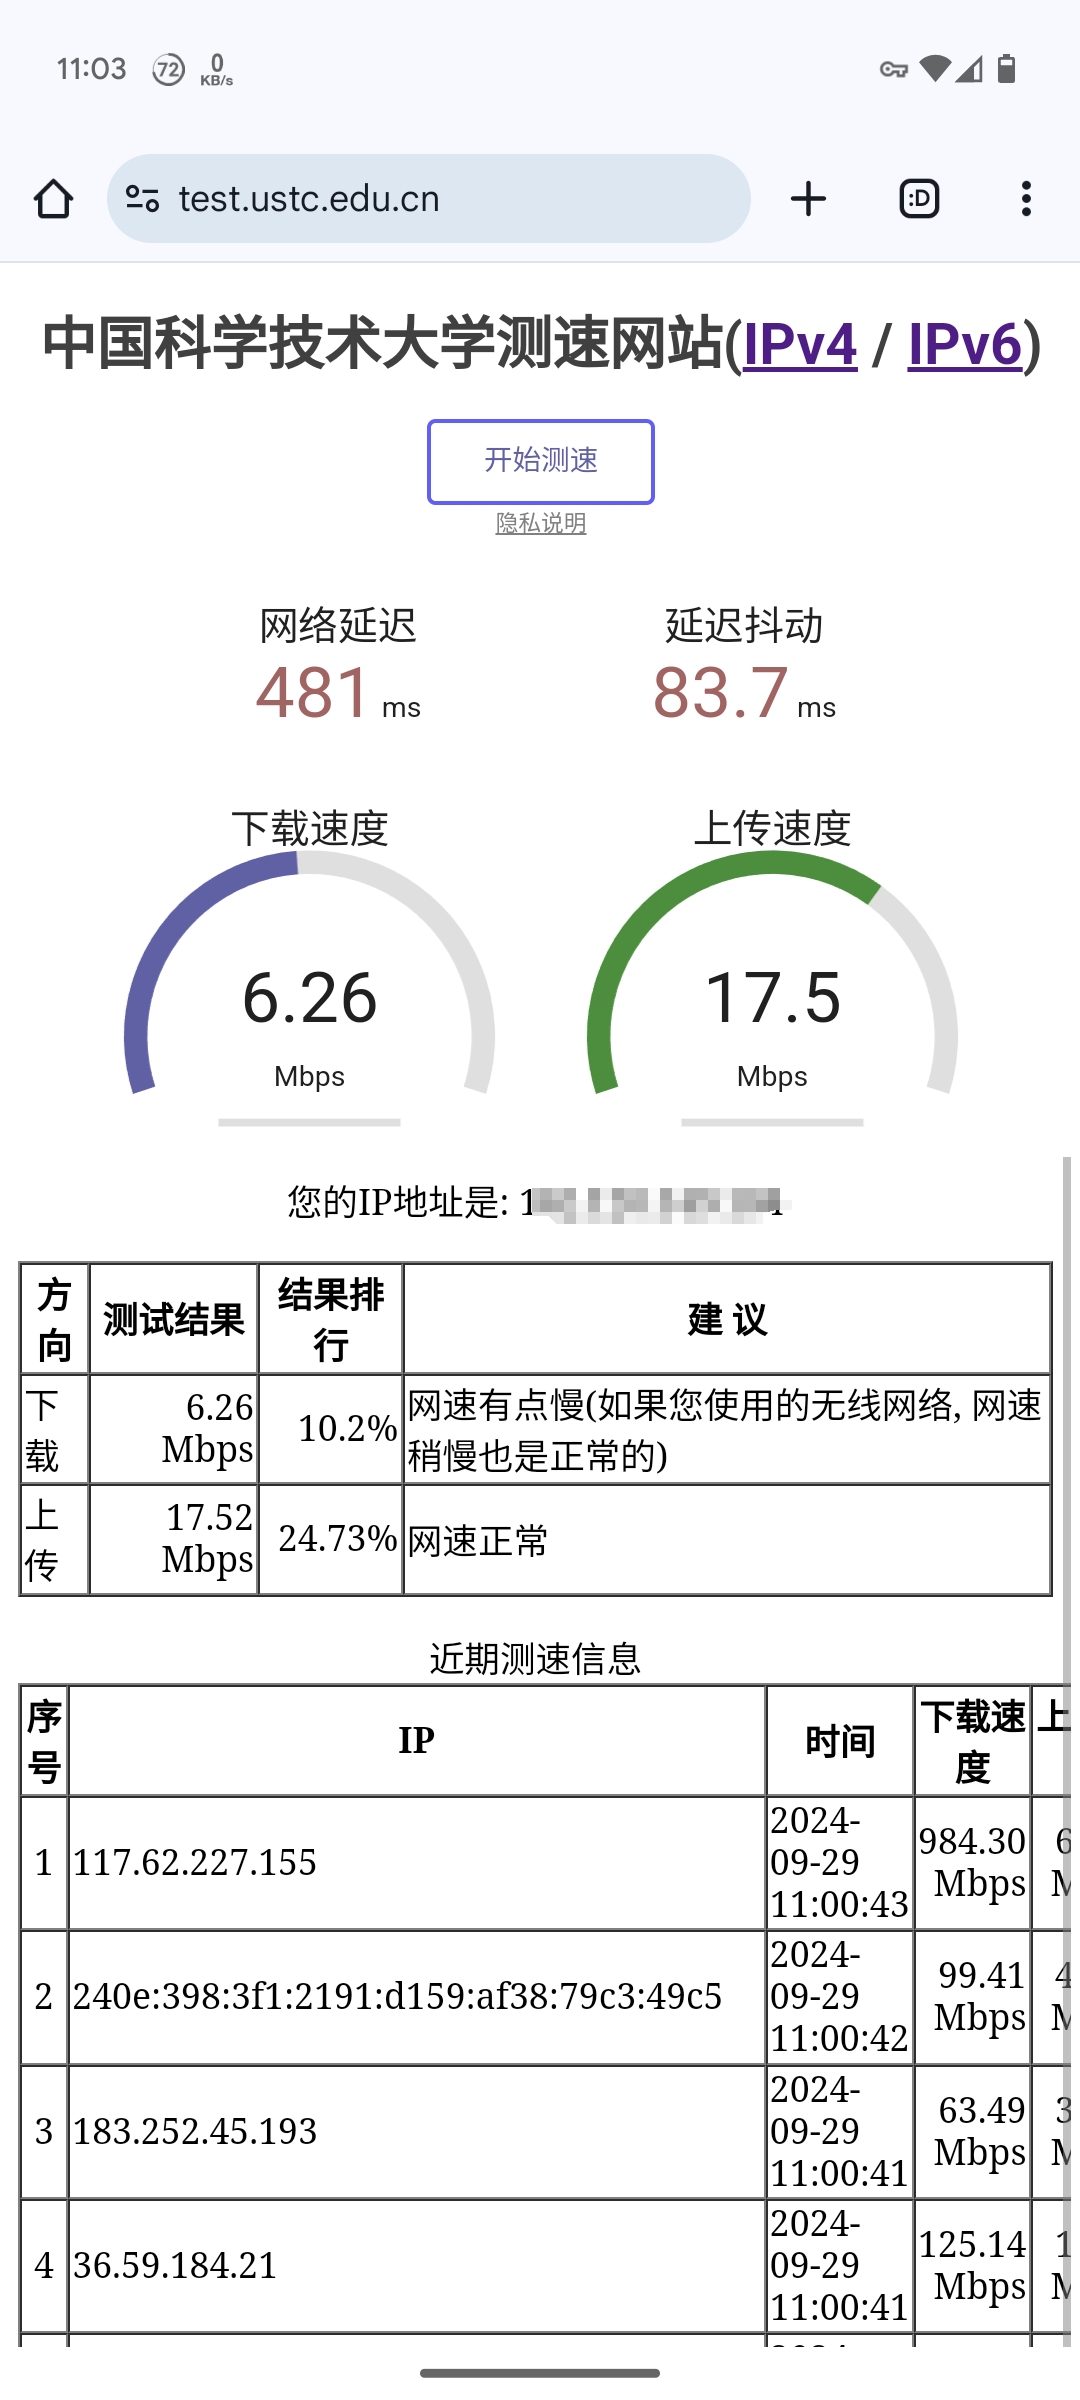 11:03 72 0 KB/s
test.ustc.edu.cn :D
中国科学技术大学测速网站(IPv4 / IPv6)
开始测速
隐私说明
网络延迟 延迟抖动
481 ms 83.7 ms
下载速度 上传速度
6.26 17.5
Mbps Mbps
您的IP地址是: 1
方向 测试结果 结果排行 建 议
下载 6.26 Mbps 10.2% 网速有点慢(如果您使用的无线网络, 网速稍慢也是正常的)
上传 17.52 Mbps 24.73% 网速正常
近期测速信息
序号 IP 时间 下载速度 上
1 117.62.227.155 2024-09-29 11:00:43 984.30 Mbps 6
2 240e:398:3f1:2191:d159:af38:79c3:49c5 2024-09-29 11:00:42 99.41 Mbps 4
3 183.252.45.193 2024-09-29 11:00:41 63.49 Mbps 3
4 36.59.184.21 2024-09-29 11:00:41 125.14 Mbps 1